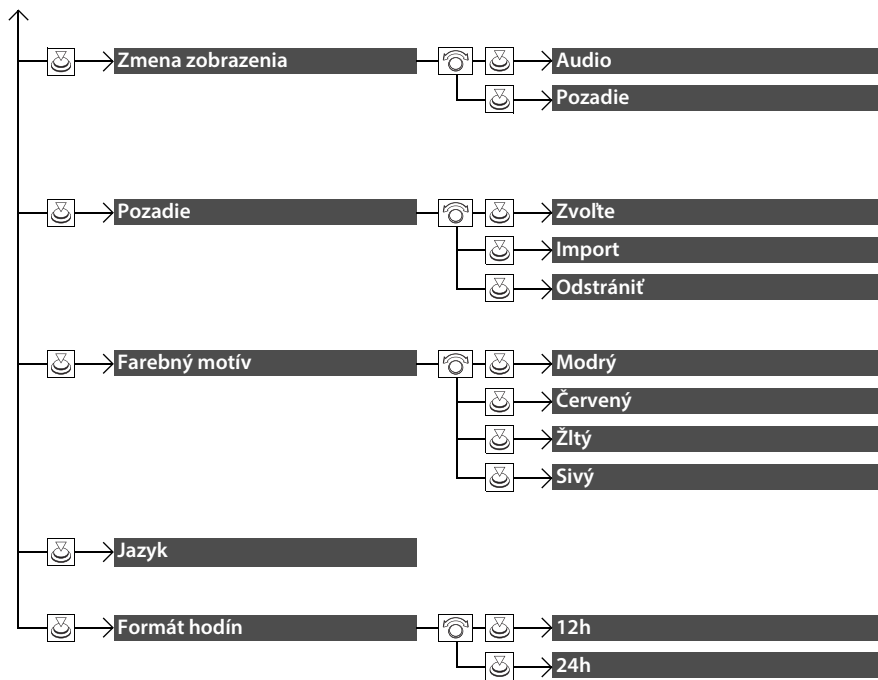 Zmena zobrazenia
Audio
Pozadie
Pozadie
Zvoľte
Import
Odstrániť
Farebný motív
Modrý
Červený
Žltý
Sivý
Jazyk
Formát hodín
12h
24h